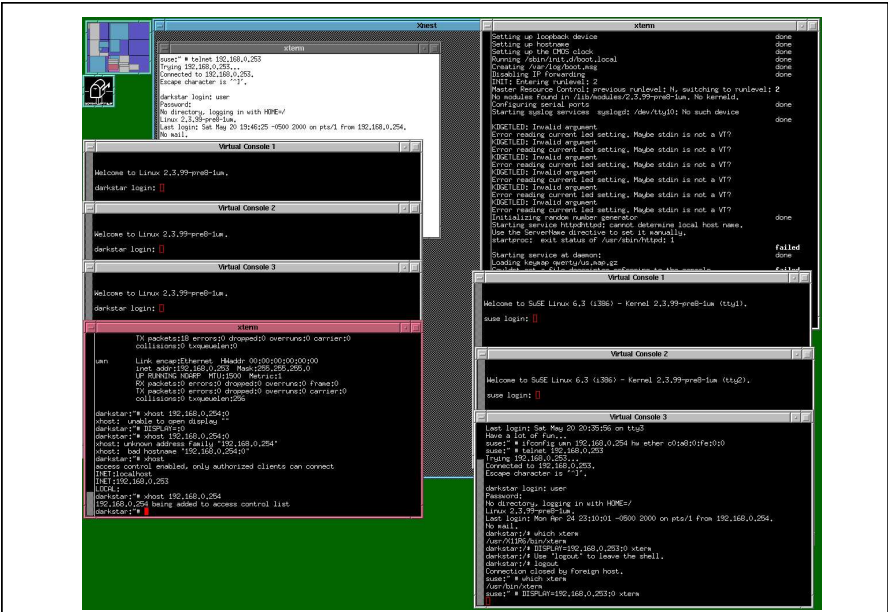 Xnest
xterm
suse:~ # telnet 192.168.0.253
Trying 192.168.0.253...
Connected to 192.168.0.253.
Escape character is '^]'.
darkstar login: user
Password:
No directory, logging in with HOME=/
Linux 2.3.99-pre8-1um.
Last login: Sat May 20 19:46:25 -0500 2000 on pts/1 from 192.168.0.254.
No mail.
Virtual Console 1
Welcome to Linux 2.3.99-pre8-1um.
darkstar login:
Virtual Console 2
Welcome to Linux 2.3.99-pre8-1um.
darkstar login:
Virtual Console 3
Welcome to Linux 2.3.99-pre8-1um.
darkstar login:
xterm
TX packets:18 errors:0 dropped:0 overruns:0 carrier:0
collisions:0 txqueuelen:0
umn Link encap:Ethernet HWaddr 00:00:00:00:00:00
inet addr:192.168.0.253 Mask:255.255.255.0
UP RUNNING NOARP MTU:1500 Metric:1
RX packets:0 errors:0 dropped:0 overruns:0 frame:0
TX packets:0 errors:0 dropped:0 overruns:0 carrier:0
collisions:0 txqueuelen:256
darkstar:~# xhost 192.168.0.254:0
xhost: unable to open display ""
darkstar:~# DISPLAY=:0
darkstar:~# xhost 192.168.0.254:0
xhost: unknown address family "192.168.0.254"
xhost: bad hostname "192.168.0.254:0"
darkstar:~# xhost
access control enabled, only authorized clients can connect
INET:localhost
INET:192.168.0.253
LOCAL:
darkstar:~# xhost 192.168.0.254
192.168.0.254 being added to access control list
darkstar:~#
xterm
Setting up loopback device done
Setting up hostname done
Setting up the CMOS clock done
Running /sbin/init.d/boot.local done
Creating /var/log/boot.msg done
Disabling IP forwarding done
INIT: Entering runlevel: 2
Master Resource Control: previous runlevel: N, switching to runlevel: 2
No modules found in /lib/modules/2.3.99-pre8-1um. No kerneld.
Configuring serial ports done
Starting syslog services syslogd: /dev/tty10: No such device
done
KDGETLED: Invalid argument
Error reading current led setting. Maybe stdin is not a VT?
KDGETLED: Invalid argument
Error reading current led setting. Maybe stdin is not a VT?
KDGETLED: Invalid argument
Error reading current led setting. Maybe stdin is not a VT?
KDGETLED: Invalid argument
Error reading current led setting. Maybe stdin is not a VT?
KDGETLED: Invalid argument
Error reading current led setting. Maybe stdin is not a VT?
KDGETLED: Invalid argument
Error reading current led setting. Maybe stdin is not a VT?
Initializing random number generator done
Starting service httpdhttpd: cannot determine local host name.
Use the ServerName directive to set it manually.
startproc: exit status of /usr/sbin/httpd: 1
failed
Starting service at daemon: done
Loading keymap qwerty/us.map.gz
Couldnt get a file descriptor referring to the console failed
Virtual Console 1
Welcome to SuSE Linux 6.3 (i386) - Kernel 2.3.99-pre8-1um (tty1).
suse login:
Virtual Console 2
Welcome to SuSE Linux 6.3 (i386) - Kernel 2.3.99-pre8-1um (tty2).
suse login:
Virtual Console 3
Last login: Sat May 20 20:35:56 on tty3
Have a lot of fun...
suse:~ # ifconfig umn 192.168.0.254 hw ether c0:a8:0:fe:0:0
suse:~ # telnet 192.168.0.253
Trying 192.168.0.253...
Connected to 192.168.0.253.
Escape character is '^]'.
darkstar login: user
Password:
No directory, logging in with HOME=/
Linux 2.3.99-pre8-1um.
Last login: Mon Apr 24 23:10:01 -0500 2000 on pts/1 from 192.168.0.254.
No mail.
darkstar:/# which xterm
/usr/X11R6/bin/xterm
darkstar:/# DISPLAY=192.168.0.253:0 xterm
darkstar:/# Use "logout" to leave the shell.
darkstar:/# logout
Connection closed by foreign host.
suse:~ # which xterm
/usr/bin/xterm
suse:~ # DISPLAY=192.168.0.253:0 xterm